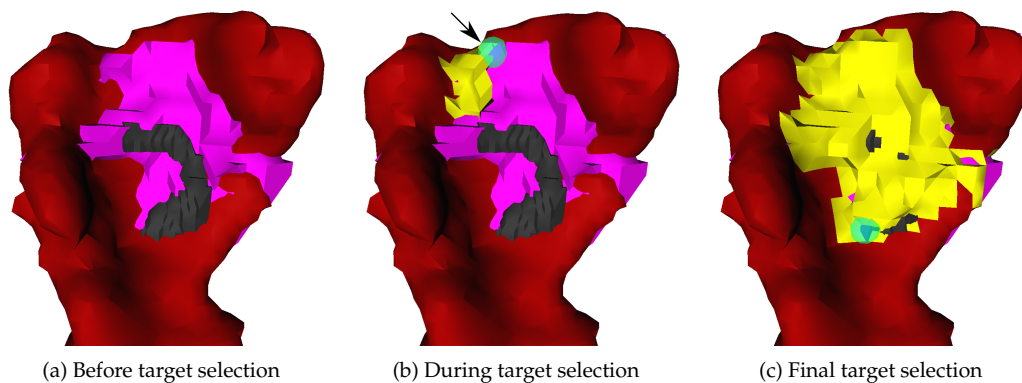 (a) Before target selection
(b) During target selection
(c) Final target selection